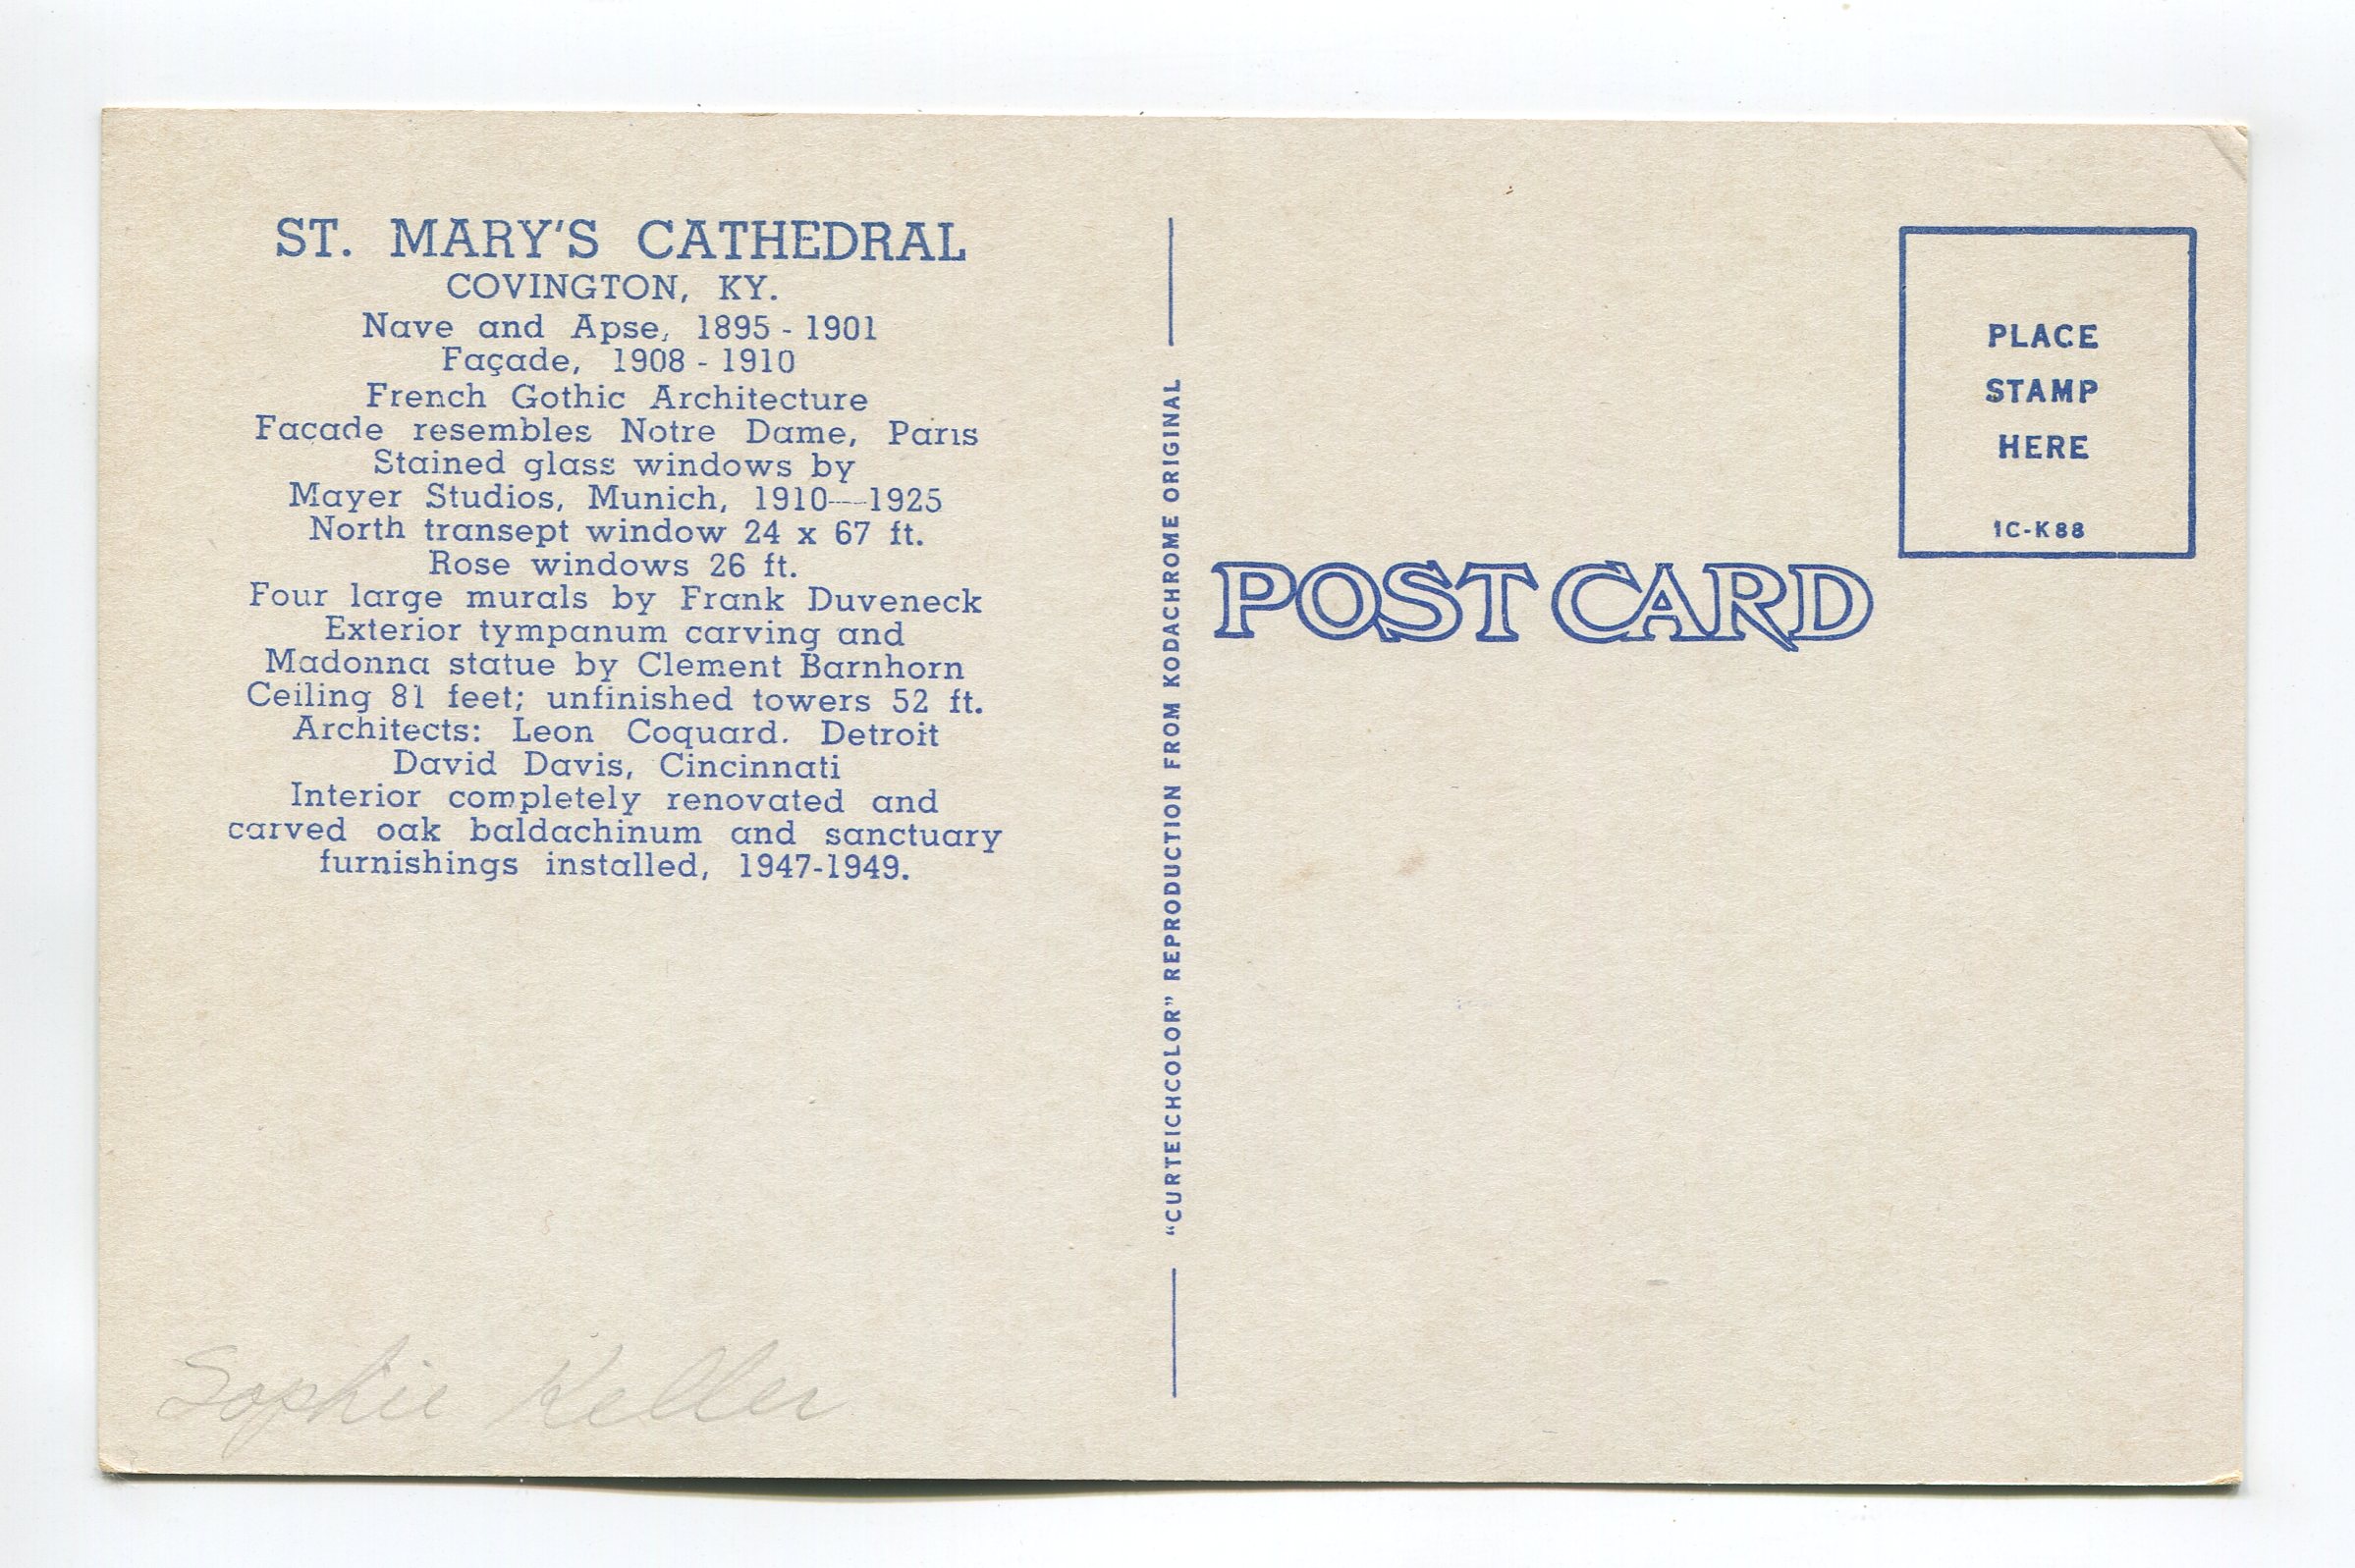 ST. MARY'S CATHEDRAL
COVINGTON, KY.
Nave and Apse, 1895 - 1901
Façade, 1908 - 1910
French Gothic Architecture
Facade resembles Notre Dame, Paris
Stained glass windows by
Mayer Studios, Munich, 1910—1925
North transept window 24 x 67 ft.
Rose windows 26 ft.
Four large murals by Frank Duveneck
Exterior tympanum carving and
Madonna statue by Clement Barnhorn
Ceiling 81 feet; unfinished towers 52 ft.
Architects: Leon Coquard. Detroit
David Davis, Cincinnati
Interior completely renovated and
carved oak baldachinum and sanctuary
furnishings installed, 1947-1949.
Sophie Keller
"CURTEICHCOLOR" REPRODUCTION FROM KODACHROME ORIGINAL
POST CARD
PLACE
STAMP
HERE
1C-K88